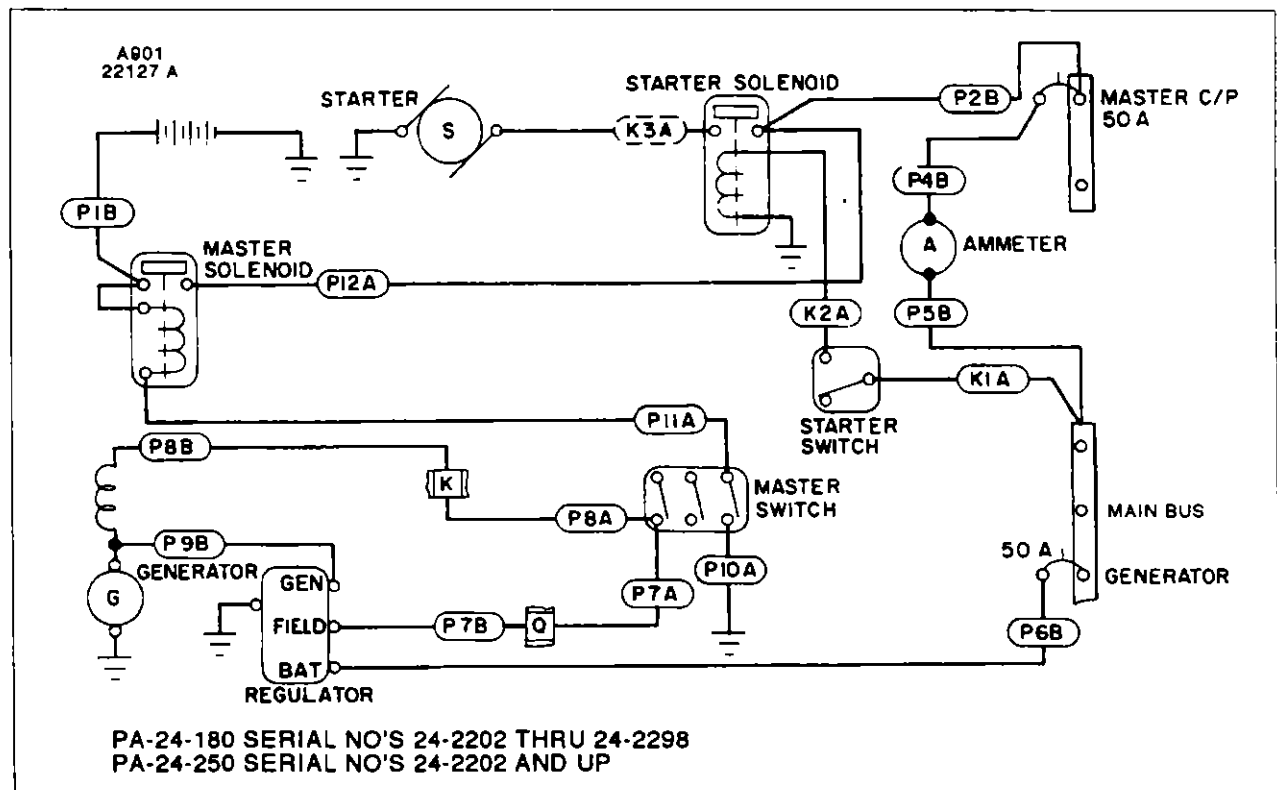 A901
22127 A
STARTER
S
STARTER SOLENOID
K3A
P2B
MASTER C/P
50 A
P1B
P4B
MASTER
SOLENOID
P12A
A
AMMETER
K2A
P5B
K1A
STARTER
SWITCH
P11A
P8B
K
MASTER
SWITCH
P8A
MAIN BUS
P9B
GENERATOR
G
GEN
FIELD
BAT
REGULATOR
P7B
Q
P7A
P10A
50 A
GENERATOR
P6B
PA-24-180 SERIAL NO'S 24-2202 THRU 24-2298
PA-24-250 SERIAL NO'S 24-2202 AND UP